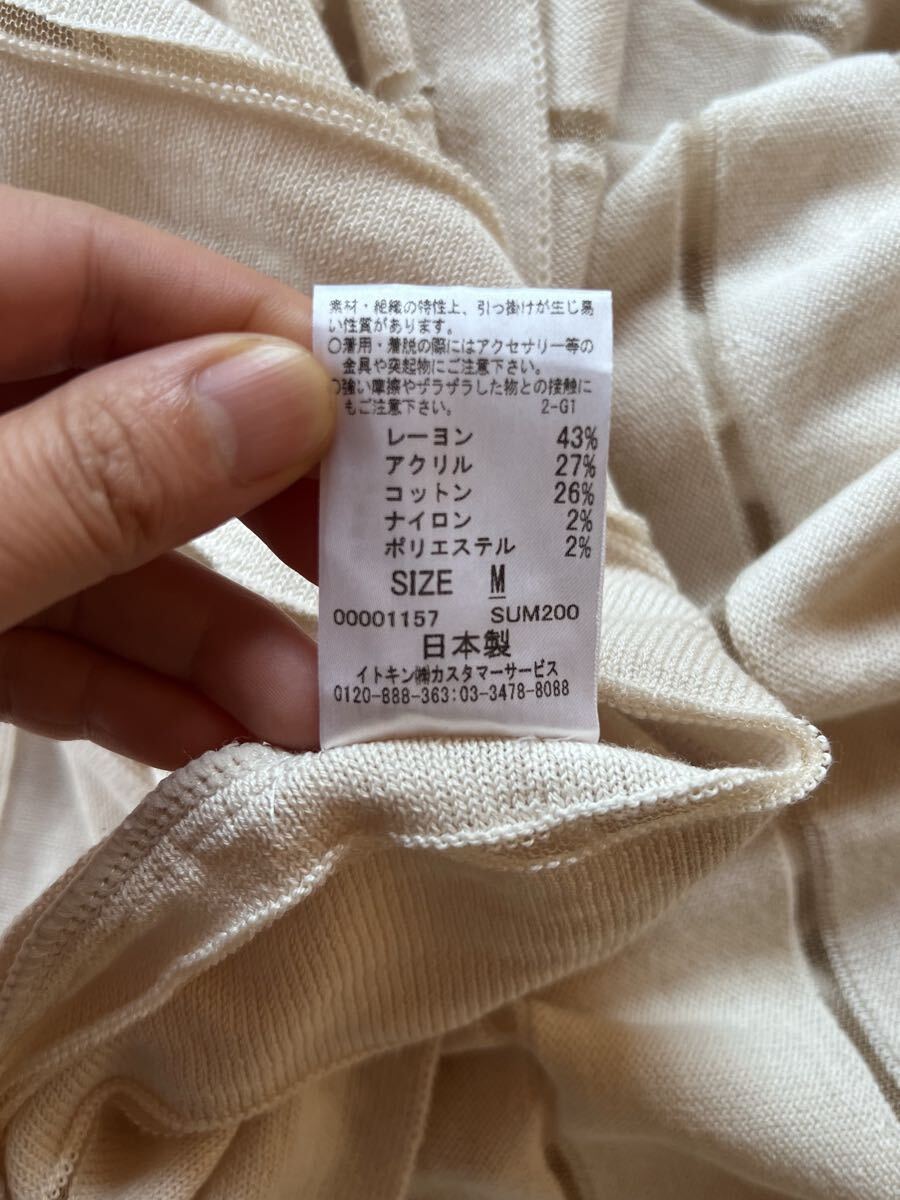 素材・組織の特性上、引っ掛けが生じ易
い性質があります。
○着用・着脱の際にはアクセサリー等の
金具や突起物にご注意下さい。
○強い摩擦やザラザラした物との接触に
もご注意下さい。 2-G1
レーヨン 43%
アクリル 27%
コットン 26%
ナイロン 2%
ポリエステル 2%
SIZE M
00001157 SUM200
日本製
イトキン㈱カスタマーサービス
0120-888-363:03-3478-8088